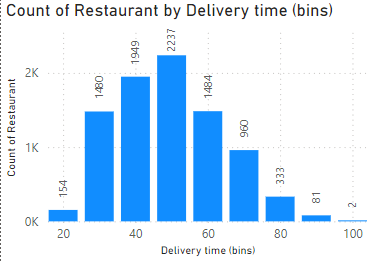 Count of Restaurant by Delivery time (bins)
Count of Restaurant
2K
1K
0K
154
1480
1949
2237
1484
960
333
81
2
20
40
60
80
100
Delivery time (bins)